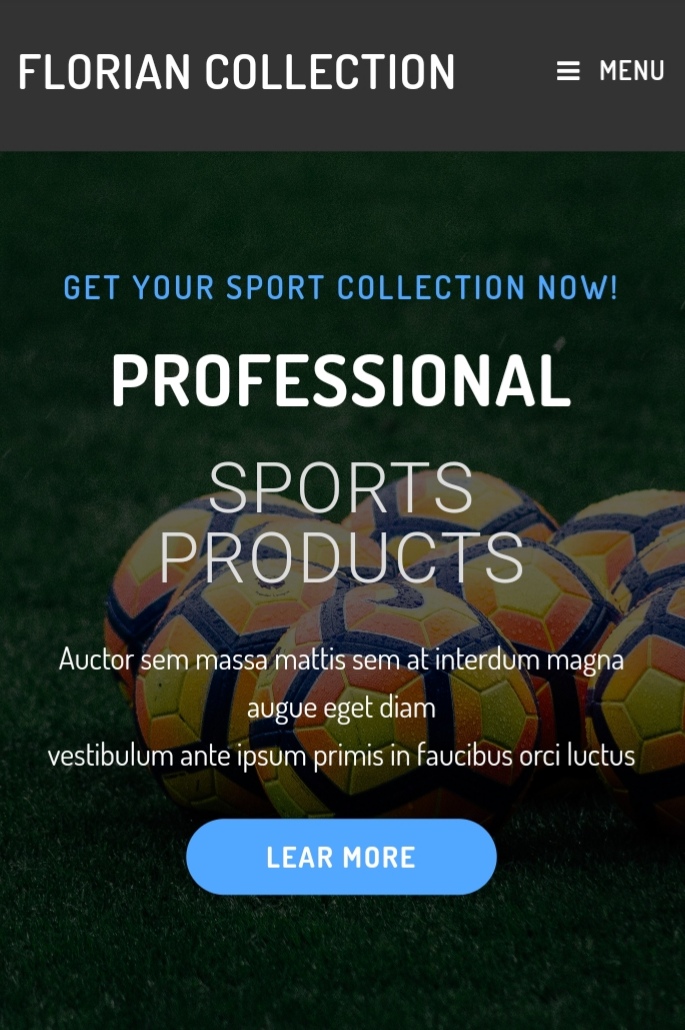 FLORIAN COLLECTION
MENU
GET YOUR SPORT COLLECTION NOW!
PROFESSIONAL
SPORTS
PRODUCTS
Auctor sem massa mattis sem at interdum magna
augue eget diam
vestibulum ante ipsum primis in faucibus orci luctus
LEAR MORE